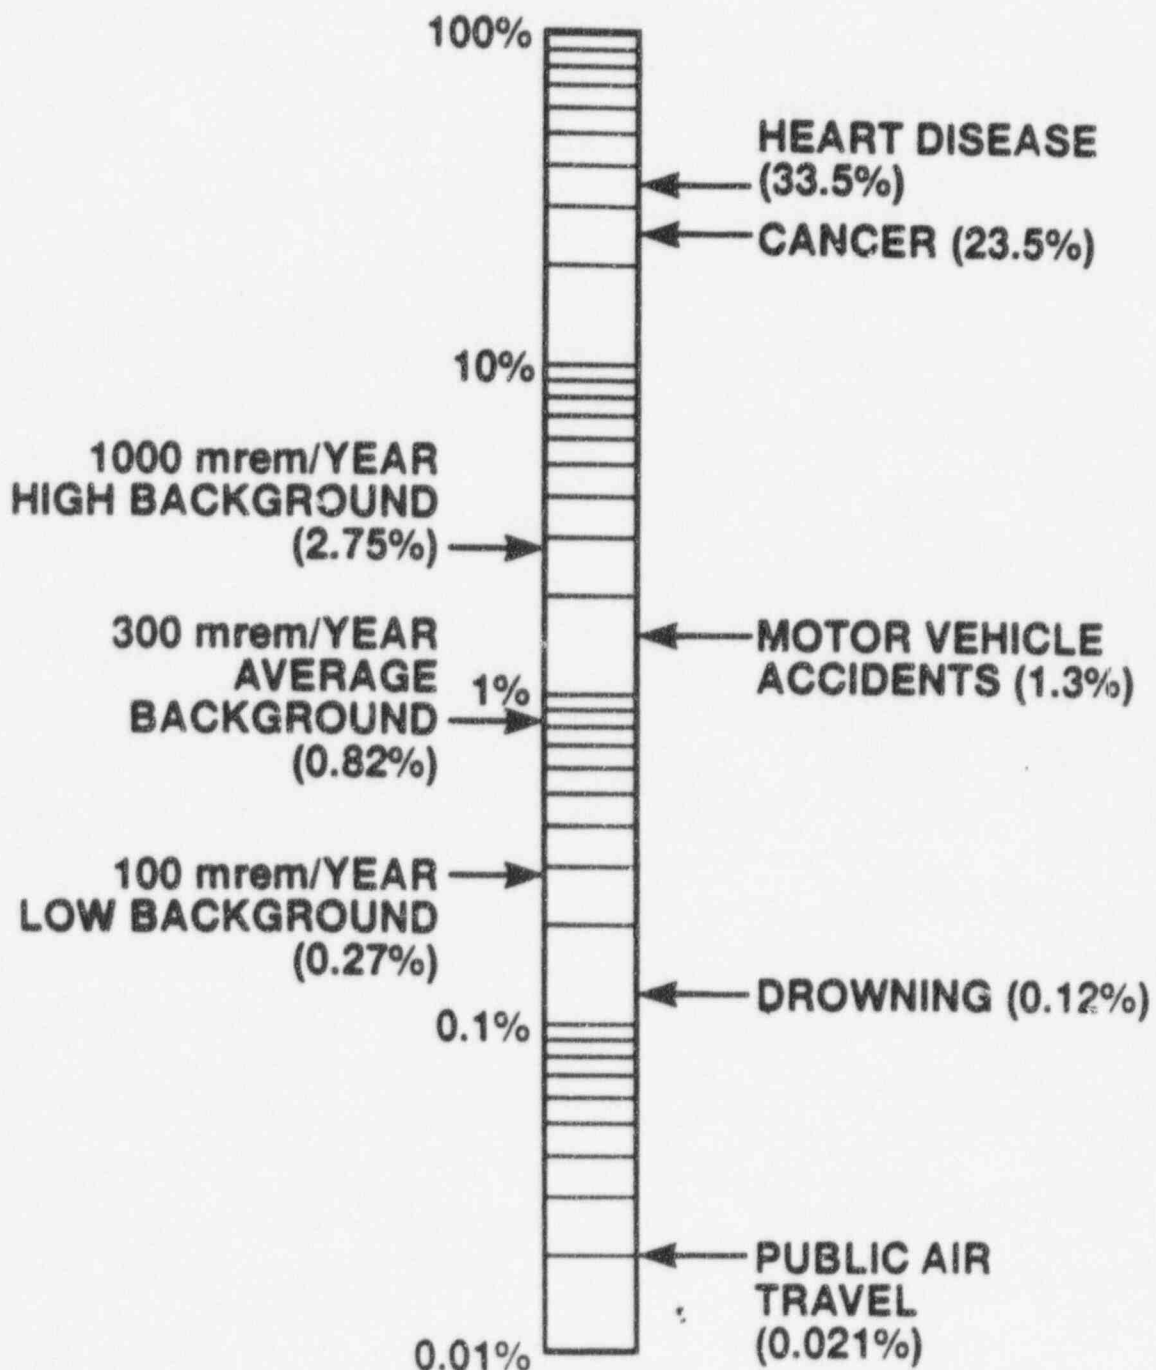 100%
HEART DISEASE
(33.5%)
CANCER (23.5%)
10%
1000 mrem/YEAR
HIGH BACKGROUND
(2.75%)
300 mrem/YEAR
AVERAGE
BACKGROUND
(0.82%)
MOTOR VEHICLE
ACCIDENTS (1.3%)
1%
100 mrem/YEAR
LOW BACKGROUND
(0.27%)
DROWNING (0.12%)
0.1%
PUBLIC AIR
TRAVEL
(0.021%)
0.01%